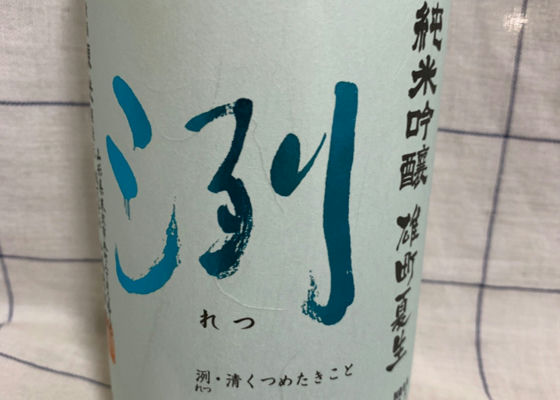 純米吟醸 雄町夏生
洌
れつ
洌・清くつめたきこと
れつ